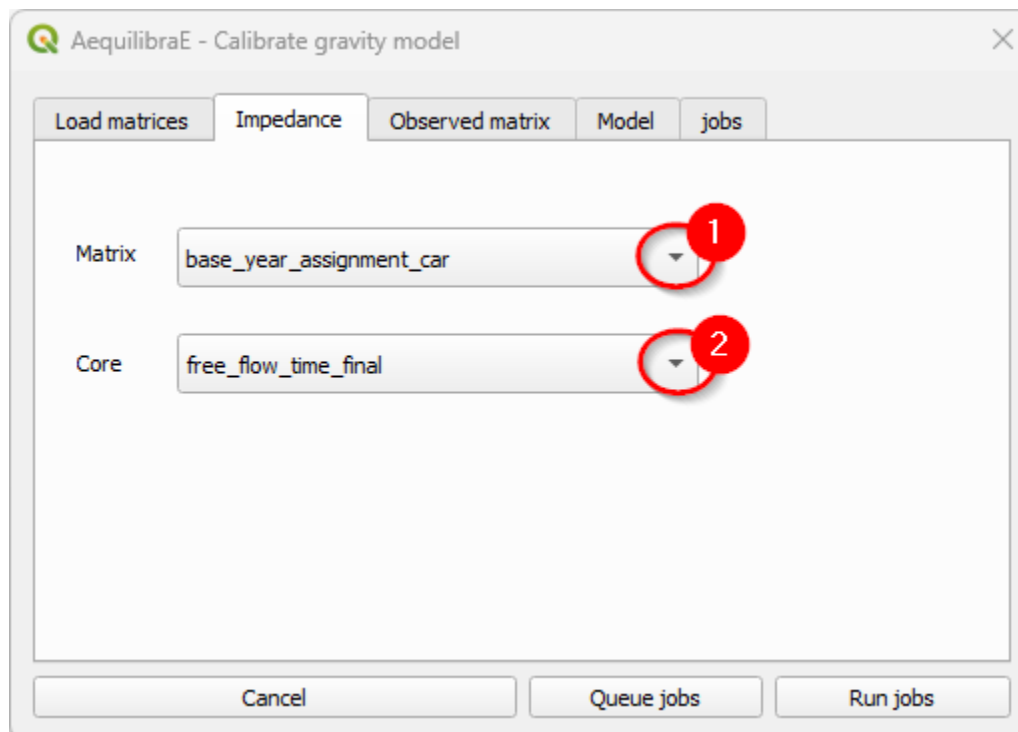 AequilibraE - Calibrate gravity model
Load matrices Impedance Observed matrix Model jobs
1
Matrix base_year_assignment_car
2
Core free_flow_time_final
Cancel Queue jobs Run jobs